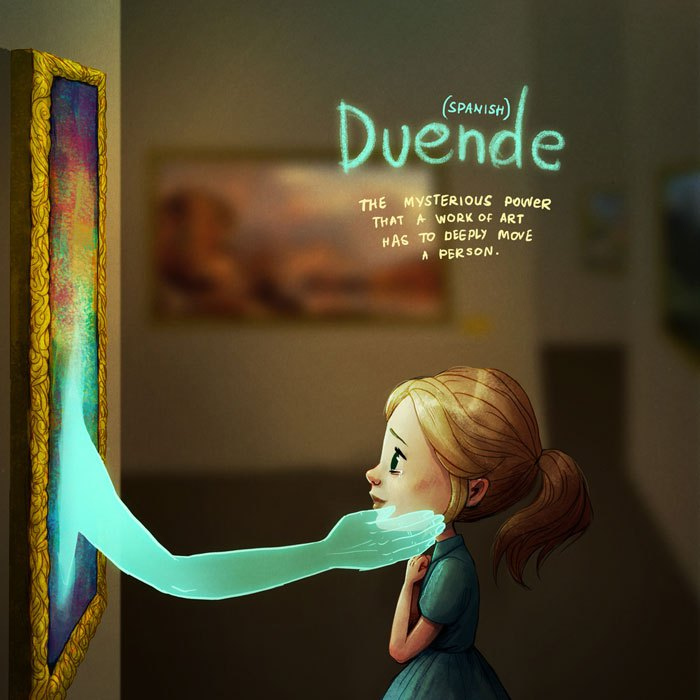 (SPANISH)
Duende
THE MYSTERIOUS POWER
THAT A WORK OF ART
HAS TO DEEPLY MOVE
A PERSON.